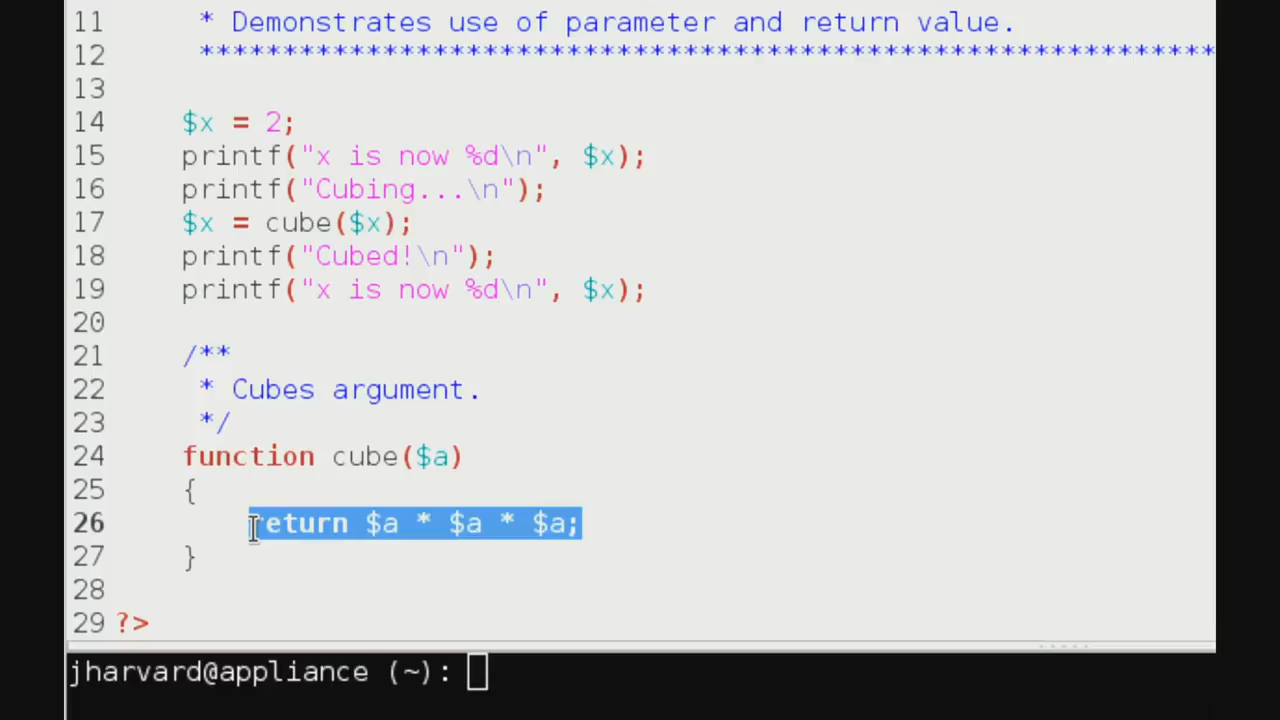 11 * Demonstrates use of parameter and return value.
12 *************************************************************
13
14 $x = 2;
15 printf("x is now %d\n", $x);
16 printf("Cubing...\n");
17 $x = cube($x);
18 printf("Cubed!\n");
19 printf("x is now %d\n", $x);
20
21 /**
22 * Cubes argument.
23 */
24 function cube($a)
25 {
26 return $a * $a * $a;
27 }
28
29 ?>
jharvard@appliance (~):